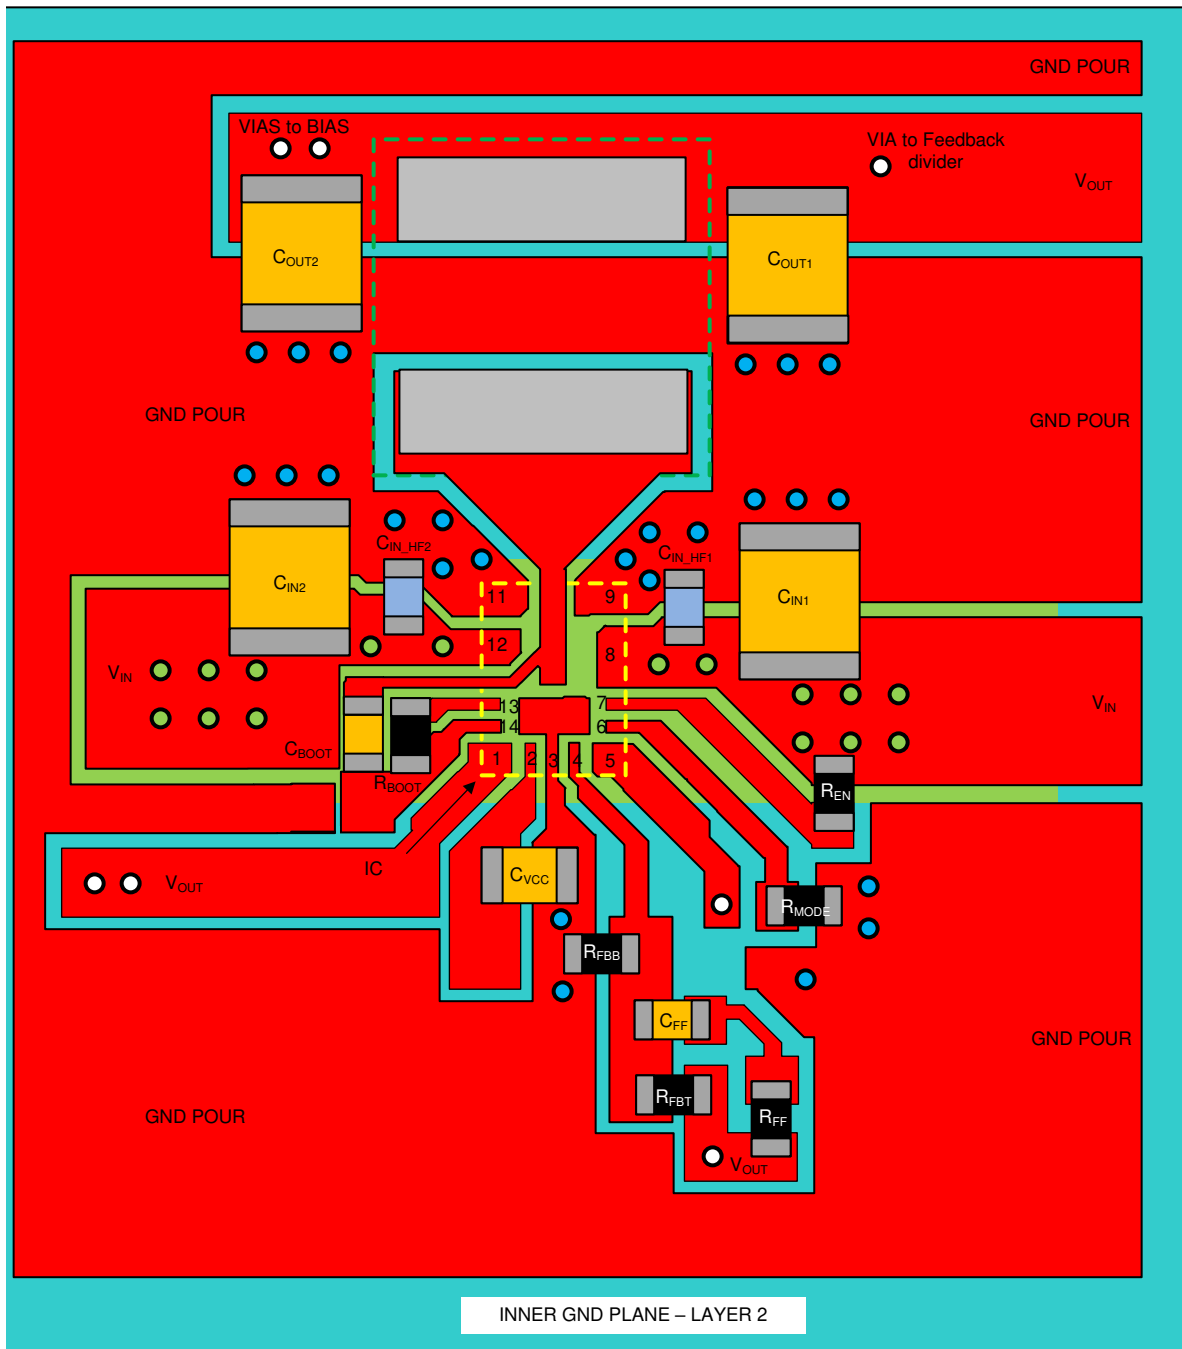 GND POUR
VIAS to BIAS
VIA to Feedback
divider
VOUT
COUT2
COUT1
GND POUR
GND POUR
CIN_HF2
CIN_HF1
CIN2
CIN1
11
9
12
8
VIN
VIN
13
7
14
6
CBOOT
RBOOT
1
2
3
4
5
REN
IC
VOUT
CVCC
RMODE
RFBB
CFF
GND POUR
RFBT
RFF
GND POUR
VOUT
INNER GND PLANE – LAYER 2